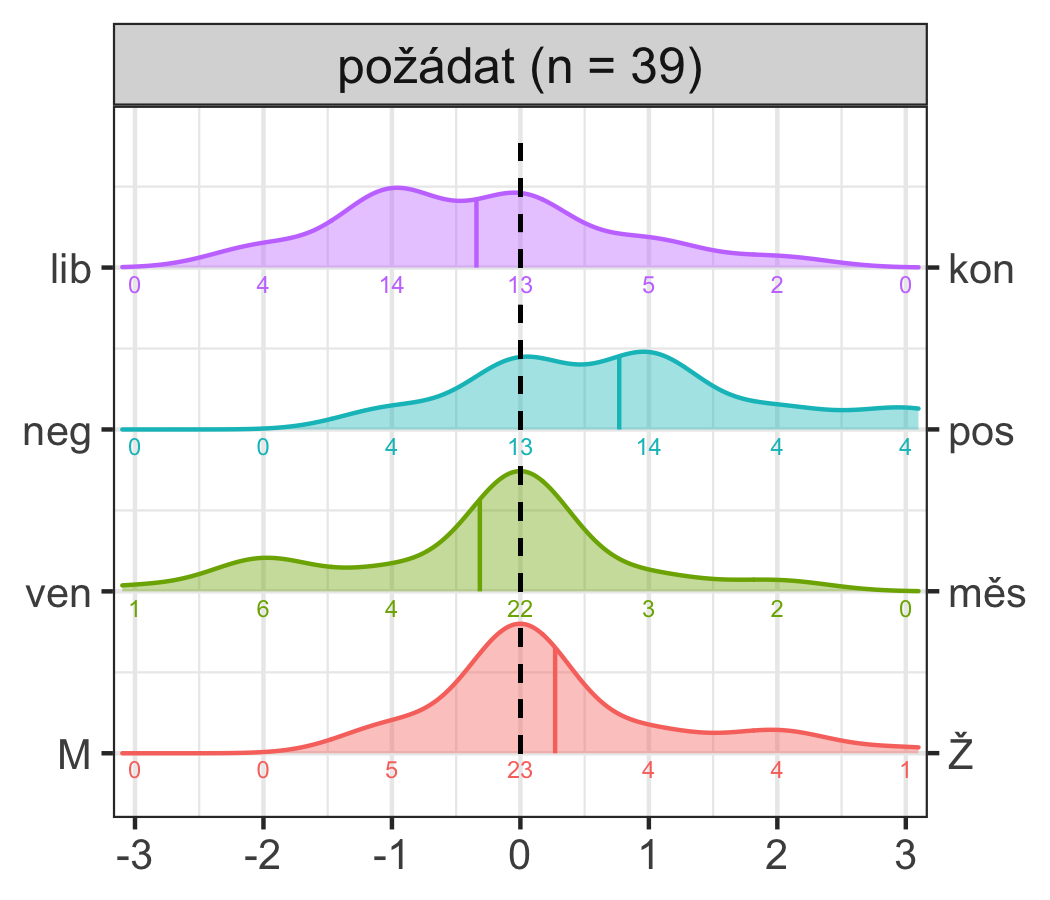 požádat (n = 39)
lib kon
0 4 14 13 5 2 0
neg pos
0 0 4 13 14 4 4
ven měs
1 6 4 22 3 2 0
M Ž
0 0 5 23 4 4 1
-3 -2 -1 0 1 2 3